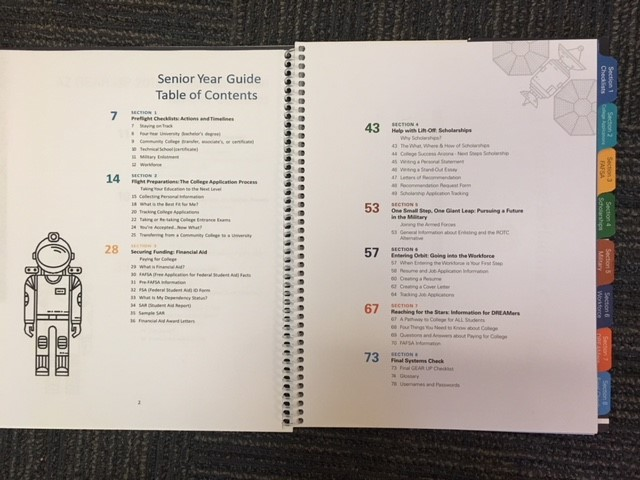 Senior Year Guide
Table of Contents
7
SECTION 1
Preflight Checklists: Actions and Timelines
7 Staying on Track
8 Four-Year University (bachelor's degree)
9 Community College (transfer, associate's, or certificate)
10 Technical School (certificate)
11 Military Enlistment
12 Workforce
14
SECTION 2
Flight Preparations: The College Application Process
Taking Your Education to the Next Level
15 Collecting Personal Information
18 What is the Best Fit for Me?
20 Tracking College Applications
22 Taking or Re-taking College Entrance Exams
24 You're Accepted...Now What?
25 Transferring from a Community College to a University
28
SECTION 3
Securing Funding: Financial Aid
Paying for College
29 What is Financial Aid?
30 FAFSA (Free Application for Federal Student Aid) Facts
31 Pre-FAFSA Information
32 FSA (Federal Student Aid) ID Form
33 What is My Dependency Status?
34 SAR (Student Aid Report)
35 Sample SAR
36 Financial Aid Award Letters
2
43
SECTION 4
Help with Lift-Off: Scholarships
Why Scholarships?
43 The What, Where & How of Scholarships
44 College Success Arizona - Next Steps Scholarship
45 Writing a Personal Statement
46 Writing a Stand-Out Essay
47 Letters of Recommendation
48 Recommendation Request Form
49 Scholarship Application Tracking
53
SECTION 5
One Small Step, One Giant Leap: Pursuing a Future
in the Military
Joining the Armed Forces
53 General Information about Enlisting and the ROTC
Alternative
57
SECTION 6
Entering Orbit: Going into the Workforce
57 When Entering the Workforce is Your First Step
58 Resume and Job Application Information
60 Creating a Resume
62 Creating a Cover Letter
64 Tracking Job Applications
67
SECTION 7
Reaching for the Stars: Information for DREAMers
67 A Pathway to College for ALL Students
68 Four Things You Need to Know about College
69 Questions and Answers about Paying for College
70 FAFSA Information
73
SECTION 8
Final Systems Check
73 Final GEAR UP Checklist
74 Glossary
78 Usernames and Passwords
Section 1
Checklists
Section 2
Section 3
FAFSA
Section 4
Scholarships
Section 5
Military
Section 6
Workforce
Section 7
Section 8